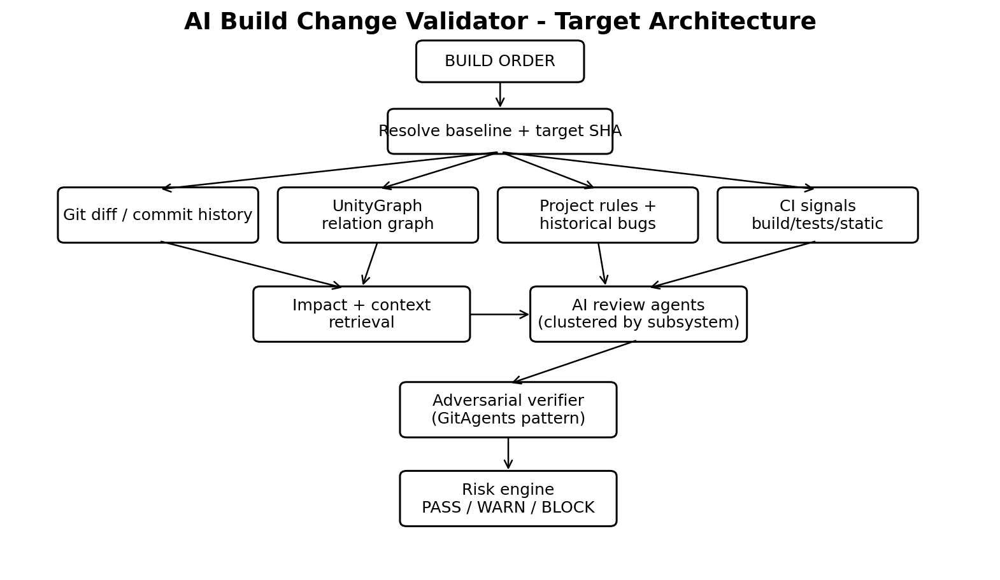 AI Build Change Validator - Target Architecture
BUILD ORDER
Resolve baseline + target SHA
Git diff / commit history
UnityGraph
relation graph
Project rules +
historical bugs
CI signals
build/tests/static
Impact + context
retrieval
AI review agents
(clustered by subsystem)
Adversarial verifier
(GitAgents pattern)
Risk engine
PASS / WARN / BLOCK